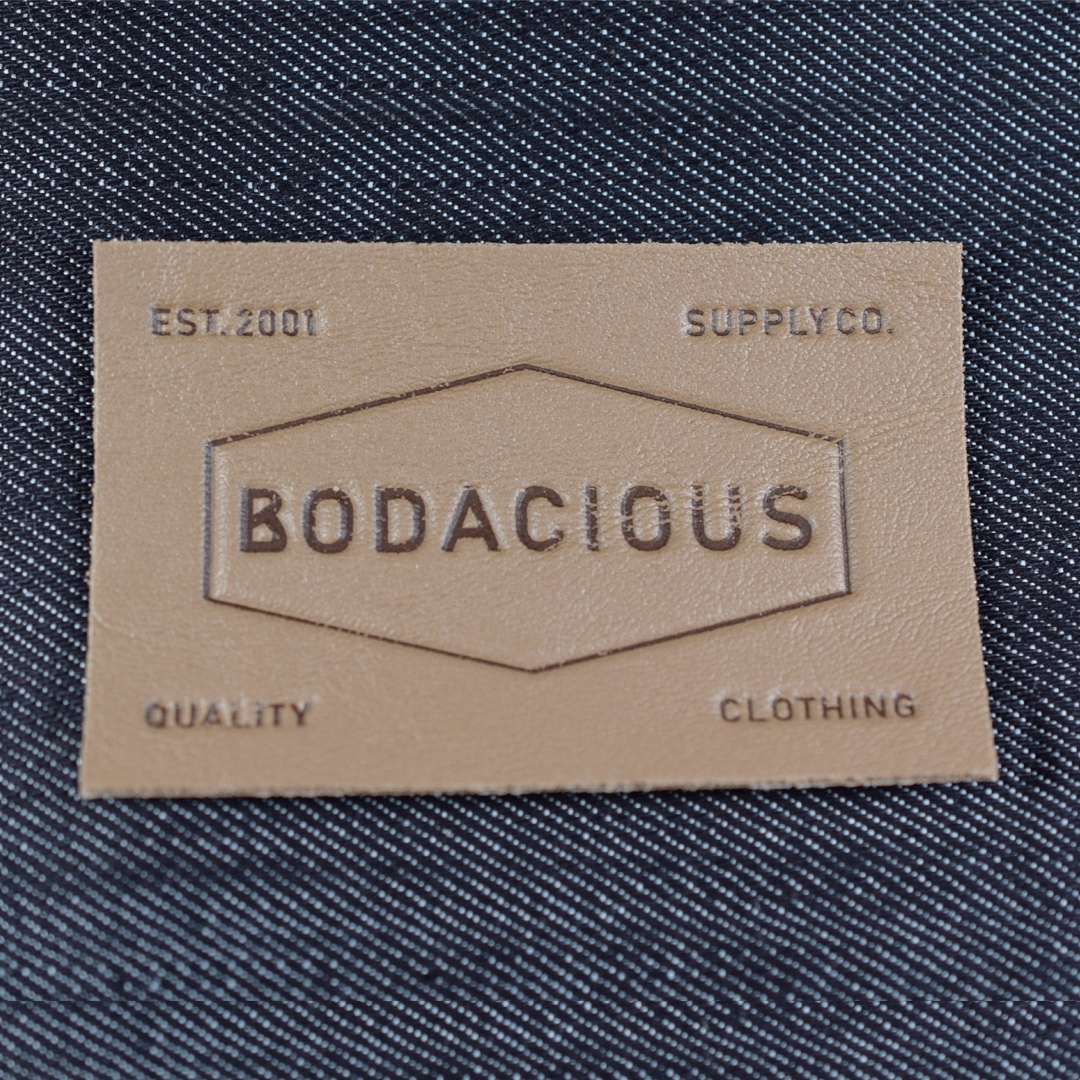 EST. 2001
SUPPLY CO.
BODACIOUS
QUALITY
CLOTHING